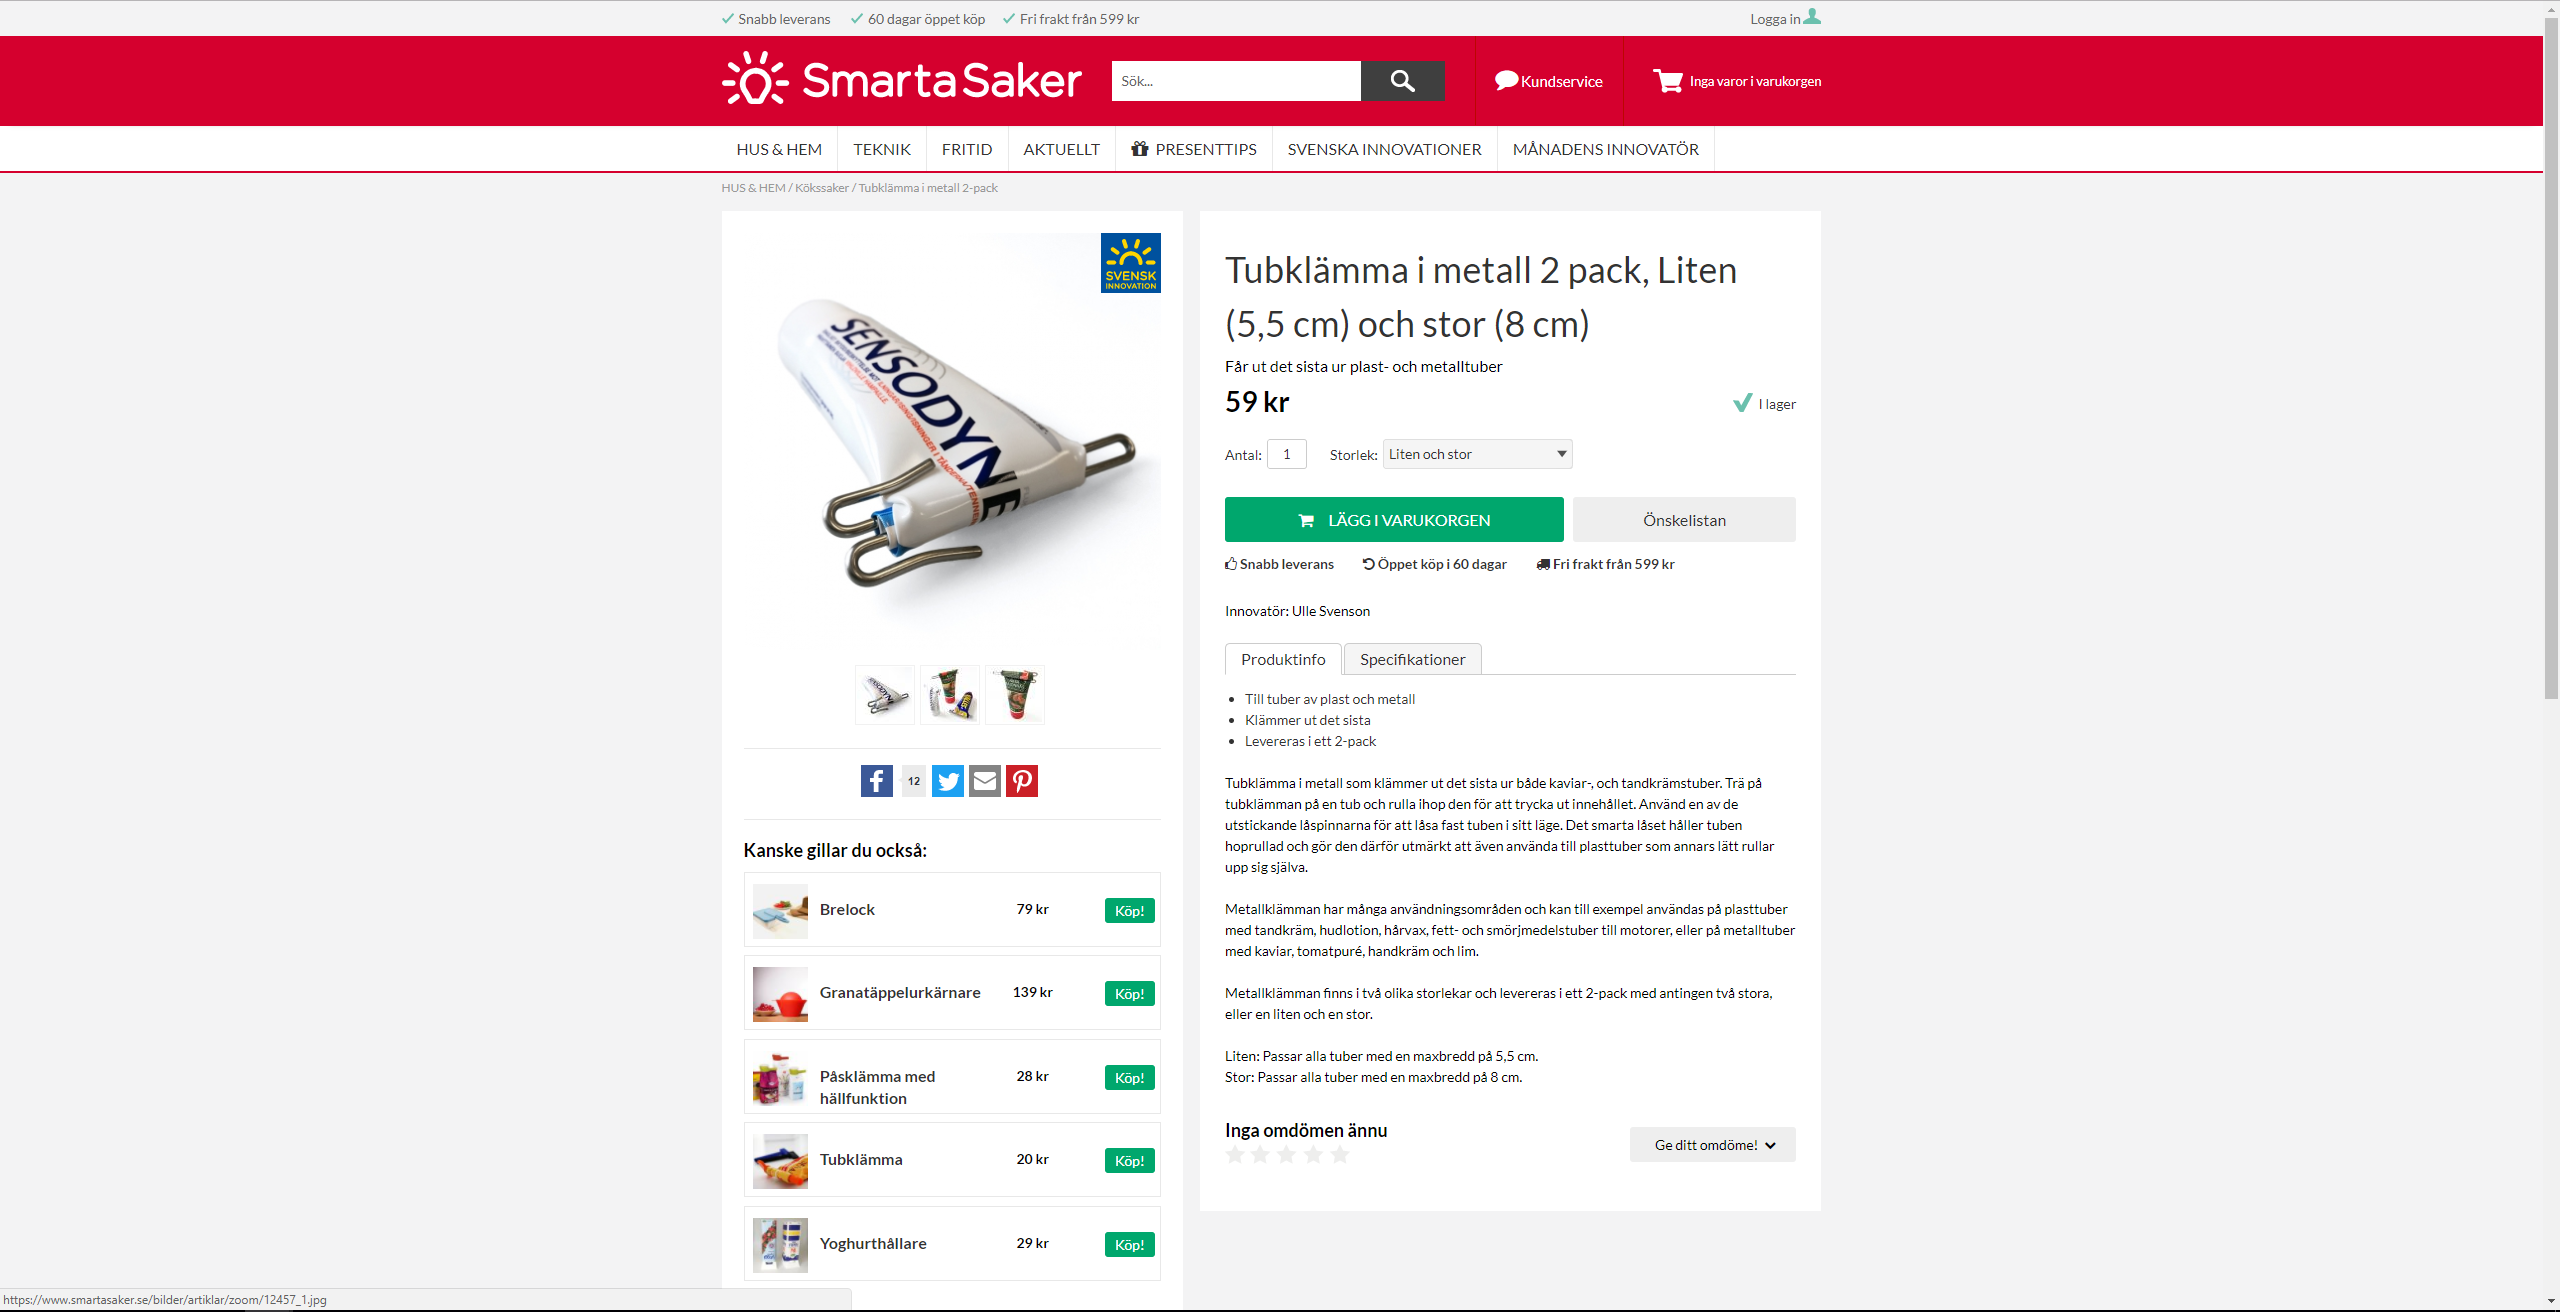 Snabb leverans 60 dagar öppet köp Fri frakt från 599 kr Logga in
SmartaSaker Sök... Kundservice Inga varor i varukorgen
HUS & HEM TEKNIK FRITID AKTUELLT PRESENTTIPS SVENSKA INNOVATIONER MÅNADENS INNOVATÖR
HUS & HEM / Kökssaker / Tubklämma i metall 2-pack
SVENSK
INNOVATION
SENSODYNE
12
Kanske gillar du också:
Brelock 79 kr Köp!
Granatäppelurkärnare 139 kr Köp!
Påsklämma med
hällfunktion 28 kr Köp!
Tubklämma 20 kr Köp!
Yoghurthållare 29 kr Köp!
Tubklämma i metall 2 pack, Liten
(5,5 cm) och stor (8 cm)
Får ut det sista ur plast- och metalltuber
59 kr I lager
Antal: 1 Storlek: Liten och stor
LÄGG I VARUKORGEN Önskelistan
Snabb leverans Öppet köp i 60 dagar Fri frakt från 599 kr
Innovatör: Ulle Svenson
Produktinfo Specifikationer
Till tuber av plast och metall
Klämmer ut det sista
Levereras i ett 2-pack
Tubklämma i metall som klämmer ut det sista ur både kaviar-, och tandkrämstuber. Trä på
tubklämman på en tub och rulla ihop den för att trycka ut innehållet. Använd en av de
utstickande låspinnarna för att låsa fast tuben i sitt läge. Det smarta låset håller tuben
hoprullad och gör den därför utmärkt att även använda till plasttuber som annars lätt rullar
upp sig själva.
Metallklämman har många användningsområden och kan till exempel användas på plasttuber
med tandkräm, hudlotion, hårvax, fett- och smörjmedelstuber till motorer, eller på metalltuber
med kaviar, tomatpuré, handkräm och lim.
Metallklämman finns i två olika storlekar och levereras i ett 2-pack med antingen två stora,
eller en liten och en stor.
Liten: Passar alla tuber med en maxbredd på 5,5 cm.
Stor: Passar alla tuber med en maxbredd på 8 cm.
Inga omdömen ännu Ge ditt omdöme!
https://www.smartasaker.se/bilder/artiklar/zoom/12457_1.jpg